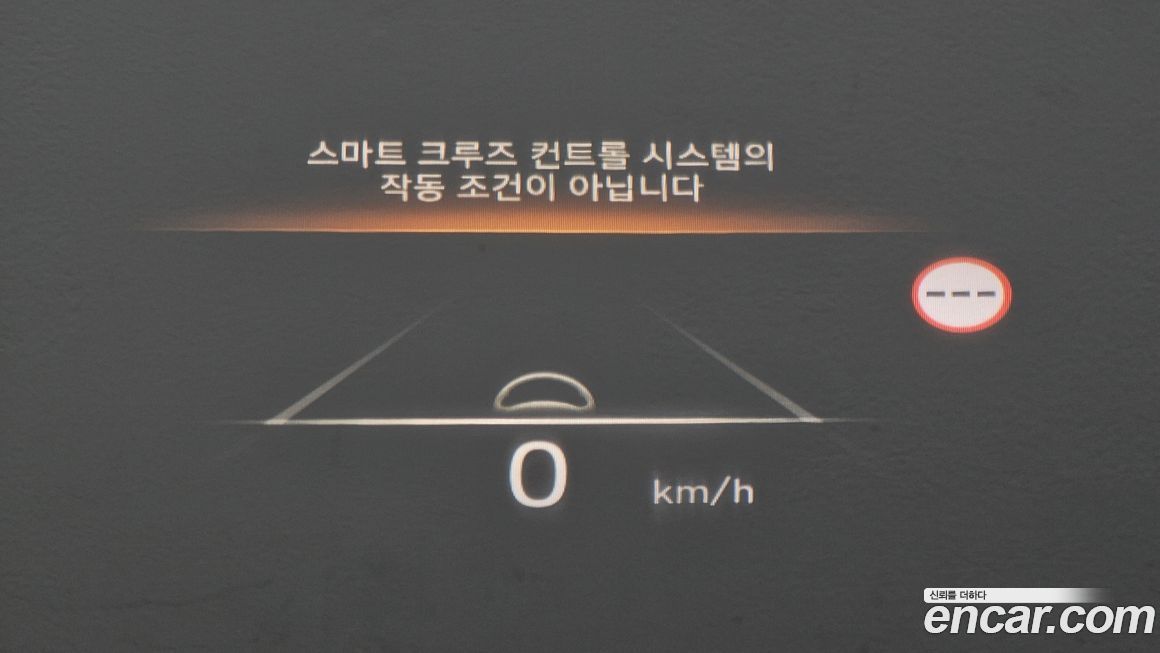 스마트 크루즈 컨트롤 시스템의
작동 조건이 아닙니다
---
0 km/h
신뢰를 더하다
encar.com